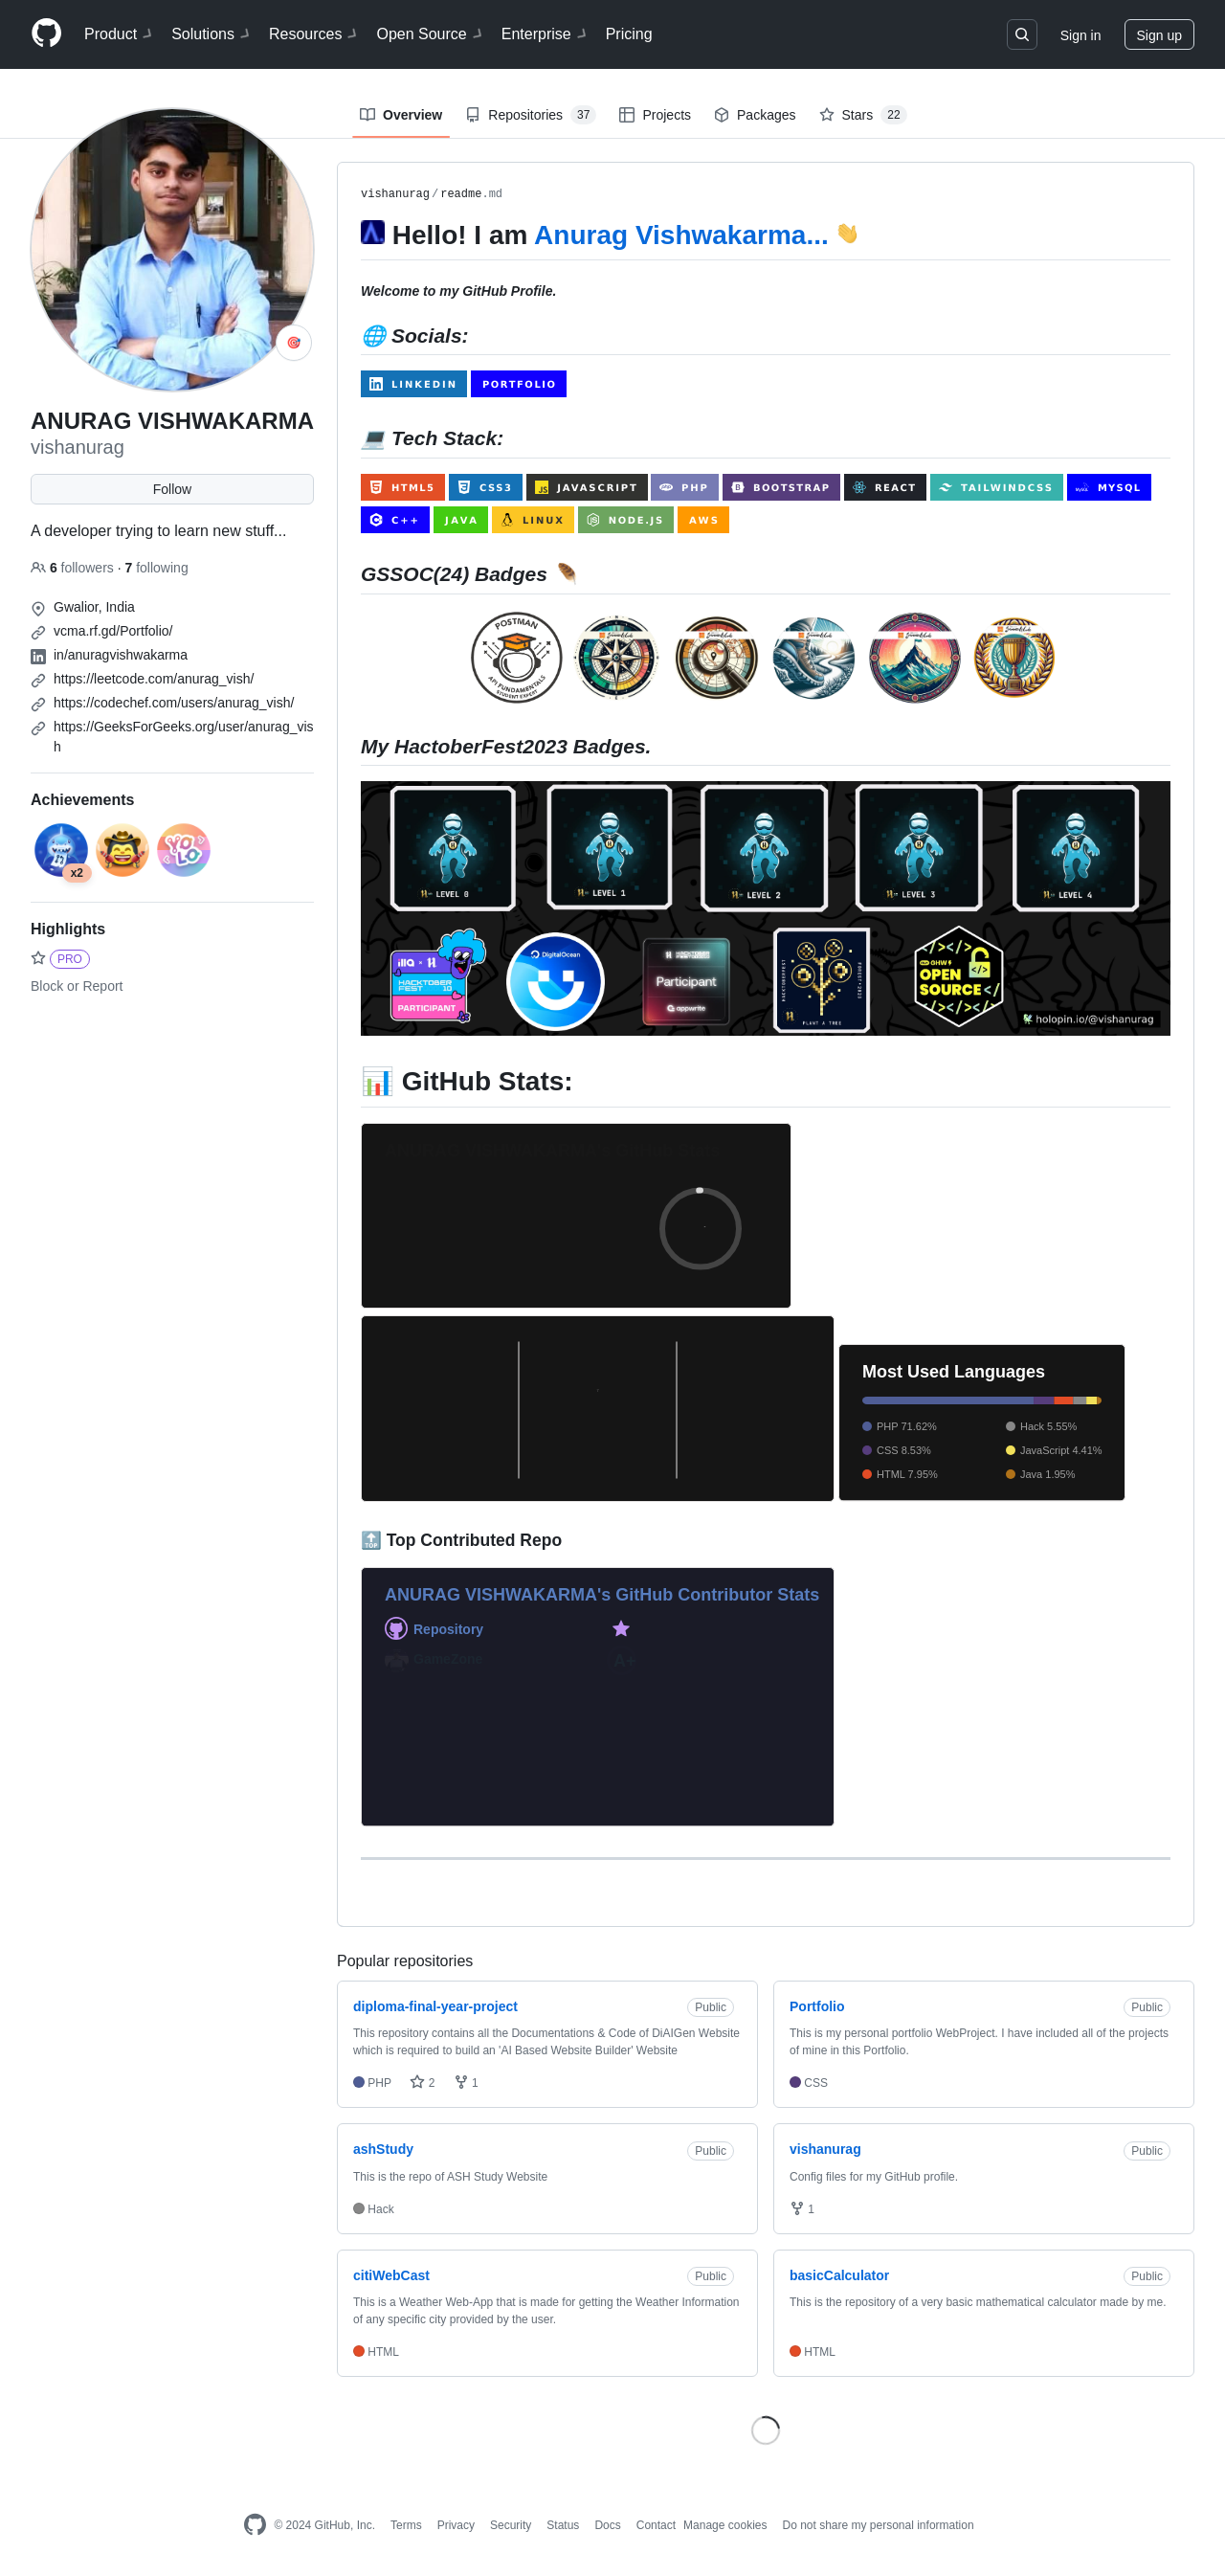 Product Solutions Resources Open Source Enterprise Pricing Sign in Sign up
Overview Repositories 37 Projects Packages Stars 22
ANURAG VISHWAKARMA
vishanurag
Follow
A developer trying to learn new stuff...
6 followers · 7 following
Gwalior, India
vcma.rf.gd/Portfolio/
in/anuragvishwakarma
https://leetcode.com/anurag_vish/
https://codechef.com/users/anurag_vish/
https://GeeksForGeeks.org/user/anurag_vis
h
Achievements
x2
YOLO
Highlights
PRO
Block or Report
vishanurag/readme.md
Hello! I am Anurag Vishwakarma... 👋
Welcome to my GitHub Profile.
🌐 Socials:
LINKEDIN PORTFOLIO
💻 Tech Stack:
HTML5 CSS3 JAVASCRIPT PHP BOOTSTRAP REACT TAILWINDCSS MYSQL
C++ JAVA LINUX NODE.JS AWS
GSSOC(24) Badges 🪶
POSTMAN
API FUNDAMENTALS
STUDENT EXPERT
My HactoberFest2023 Badges.
LEVEL 0 LEVEL 1 LEVEL 2 LEVEL 3 LEVEL 4
HACKTOBER
FEST 10
PARTICIPANT
DigitalOcean
Participant
appwrite
PLANT A TREE
GHW
OPEN
SOURCE
holopin.io/@vishanurag
📊 GitHub Stats:
Most Used Languages
PHP 71.62% Hack 5.55%
CSS 8.53% JavaScript 4.41%
HTML 7.95% Java 1.95%
🔝 Top Contributed Repo
ANURAG VISHWAKARMA's GitHub Contributor Stats
Repository
GameZone A+
Popular repositories
diploma-final-year-project Public
This repository contains all the Documentations & Code of DiAIGen Website
which is required to build an 'AI Based Website Builder' Website
PHP 2 1
Portfolio Public
This is my personal portfolio WebProject. I have included all of the projects
of mine in this Portfolio.
CSS
ashStudy Public
This is the repo of ASH Study Website
Hack
vishanurag Public
Config files for my GitHub profile.
1
citiWebCast Public
This is a Weather Web-App that is made for getting the Weather Information
of any specific city provided by the user.
HTML
basicCalculator Public
This is the repository of a very basic mathematical calculator made by me.
HTML
© 2024 GitHub, Inc. Terms Privacy Security Status Docs Contact Manage cookies Do not share my personal information